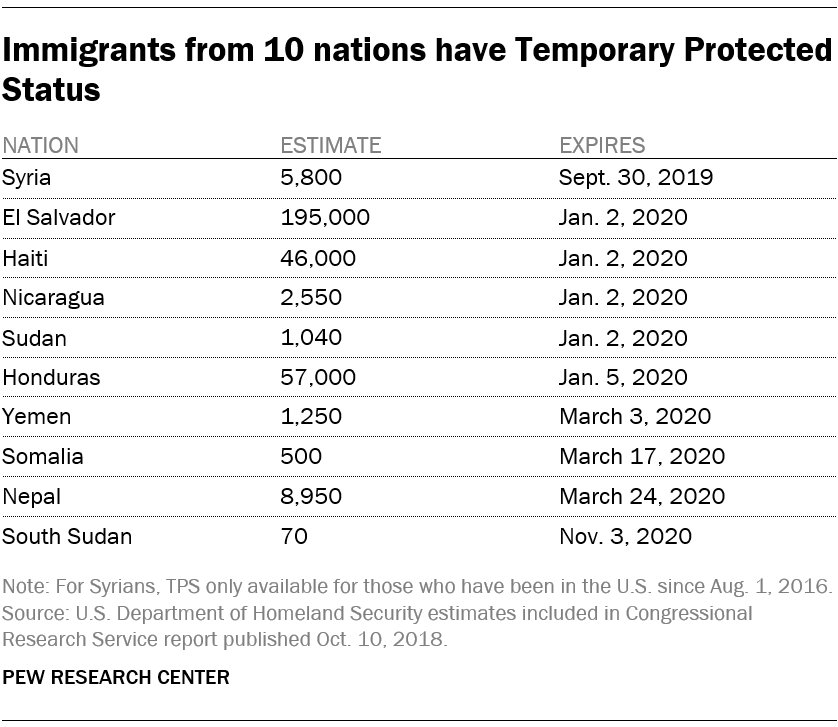 Immigrants from 10 nations have Temporary Protected
Status
NATION ESTIMATE EXPIRES
Syria 5,800 Sept. 30, 2019
El Salvador 195,000 Jan. 2, 2020
Haiti 46,000 Jan. 2, 2020
Nicaragua 2,550 Jan. 2, 2020
Sudan 1,040 Jan. 2, 2020
Honduras 57,000 Jan. 5, 2020
Yemen 1,250 March 3, 2020
Somalia 500 March 17, 2020
Nepal 8,950 March 24, 2020
South Sudan 70 Nov. 3, 2020
Note: For Syrians, TPS only available for those who have been in the U.S. since Aug. 1, 2016.
Source: U.S. Department of Homeland Security estimates included in Congressional
Research Service report published Oct. 10, 2018.
PEW RESEARCH CENTER